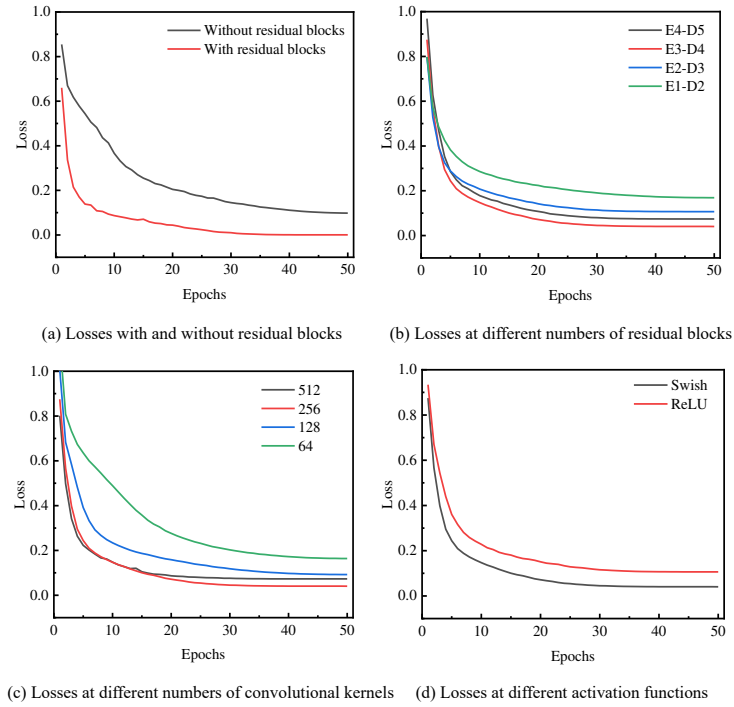 1.0
0.8
0.6
0.4
0.2
0.0
Loss
0 10 20 30 40 50
Epochs
Without residual blocks
With residual blocks
(a) Losses with and without residual blocks
1.0
0.8
0.6
0.4
0.2
0.0
Loss
0 10 20 30 40 50
Epochs
E4-D5
E3-D4
E2-D3
E1-D2
(b) Losses at different numbers of residual blocks
1.0
0.8
0.6
0.4
0.2
0.0
Loss
0 10 20 30 40 50
Epochs
512
256
128
64
(c) Losses at different numbers of convolutional kernels
1.0
0.8
0.6
0.4
0.2
0.0
Loss
0 10 20 30 40 50
Epochs
Swish
ReLU
(d) Losses at different activation functions